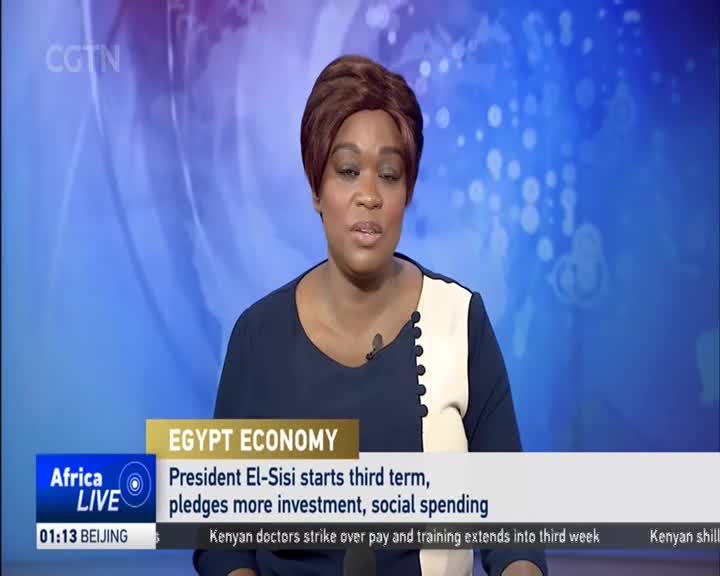 CGTN
EGYPT ECONOMY
President El-Sisi starts third term,
pledges more investment, social spending
Africa
LIVE
01:13 BEIJING
Kenyan doctors strike over pay and training extends into third week
Kenyan shill